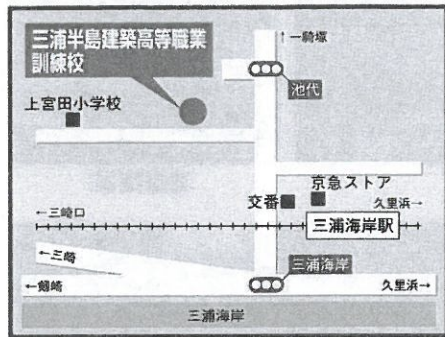 三浦半島建築高等職業
訓練校
↑一騎塚
池代
上宮田小学校
京急ストア
交番
久里浜→
←三崎口
三浦海岸駅
←三崎
三浦海岸
←剱崎
久里浜→
三浦海岸